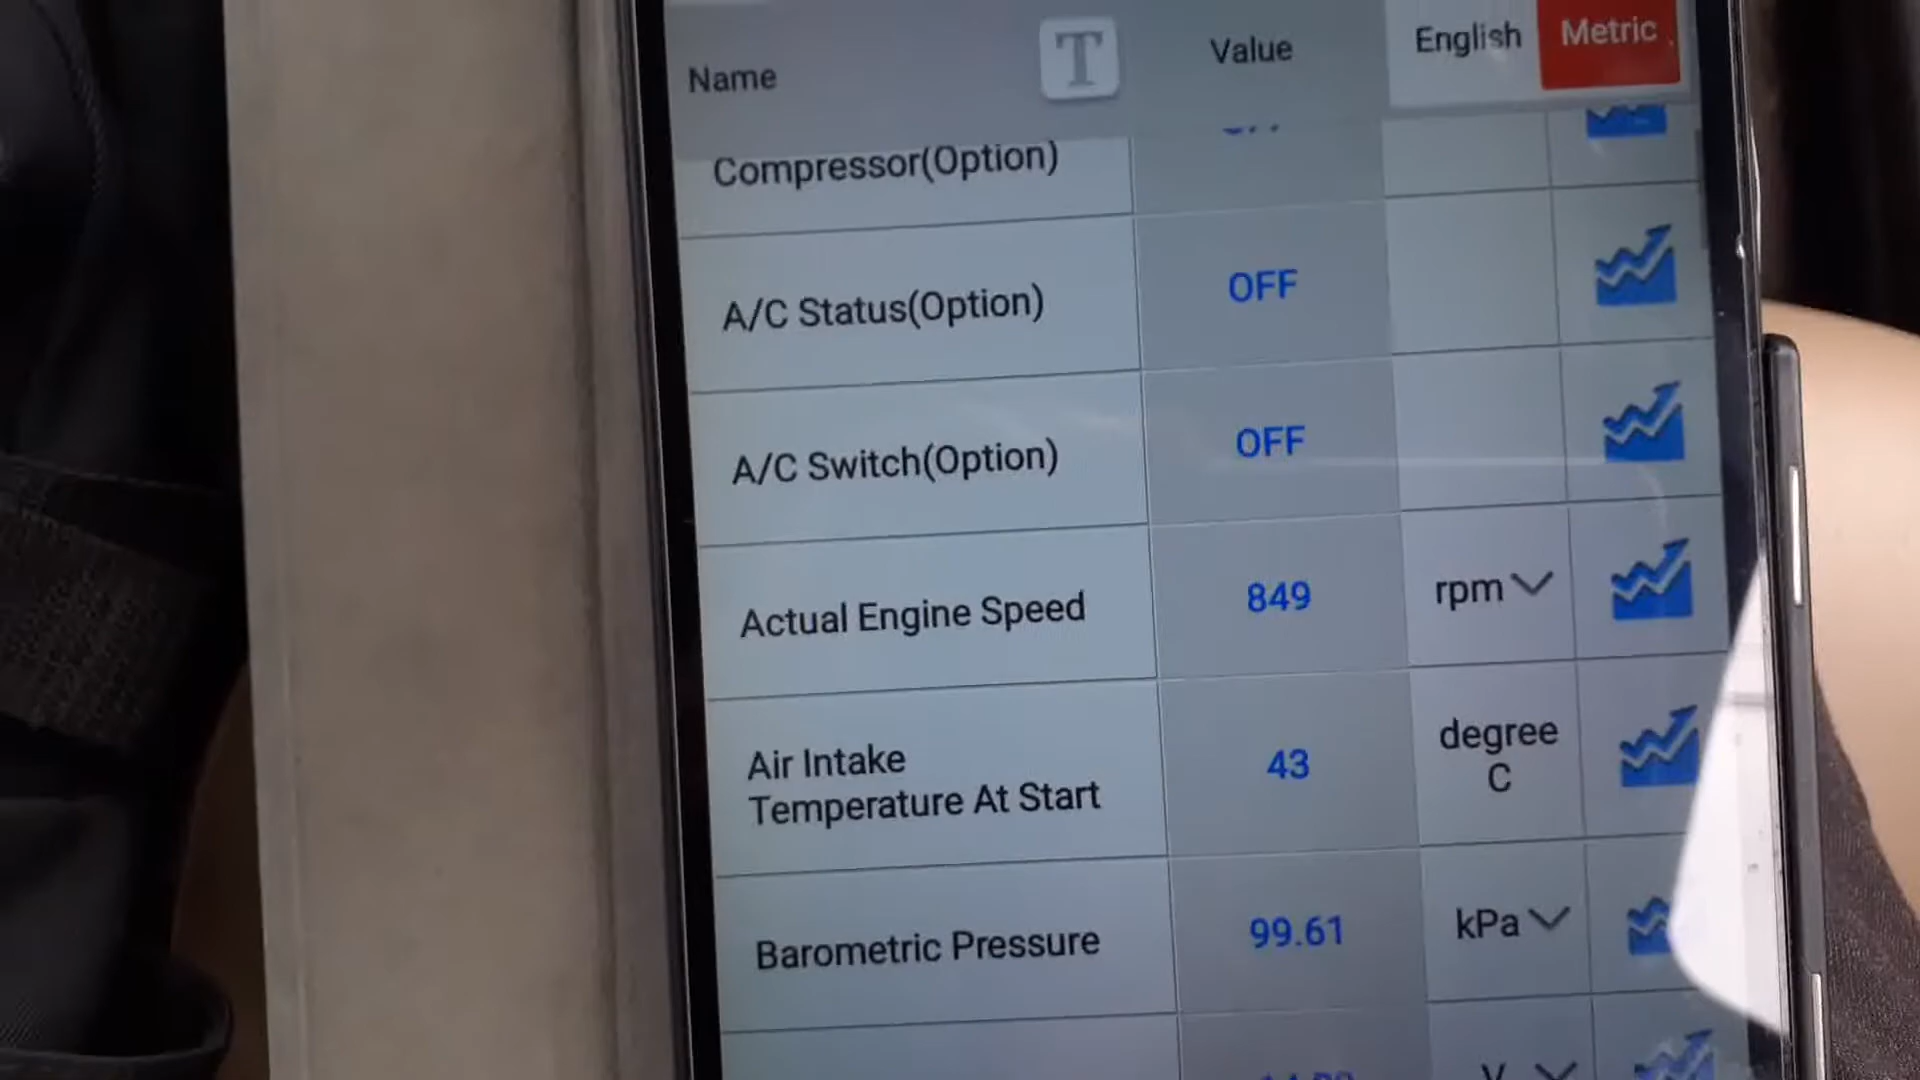 Name T Value English Metric
Compressor(Option)
A/C Status(Option) OFF
A/C Switch(Option) OFF
Actual Engine Speed 849 rpm
Air Intake
Temperature At Start 43 degree
C
Barometric Pressure 99.61 kPa
V